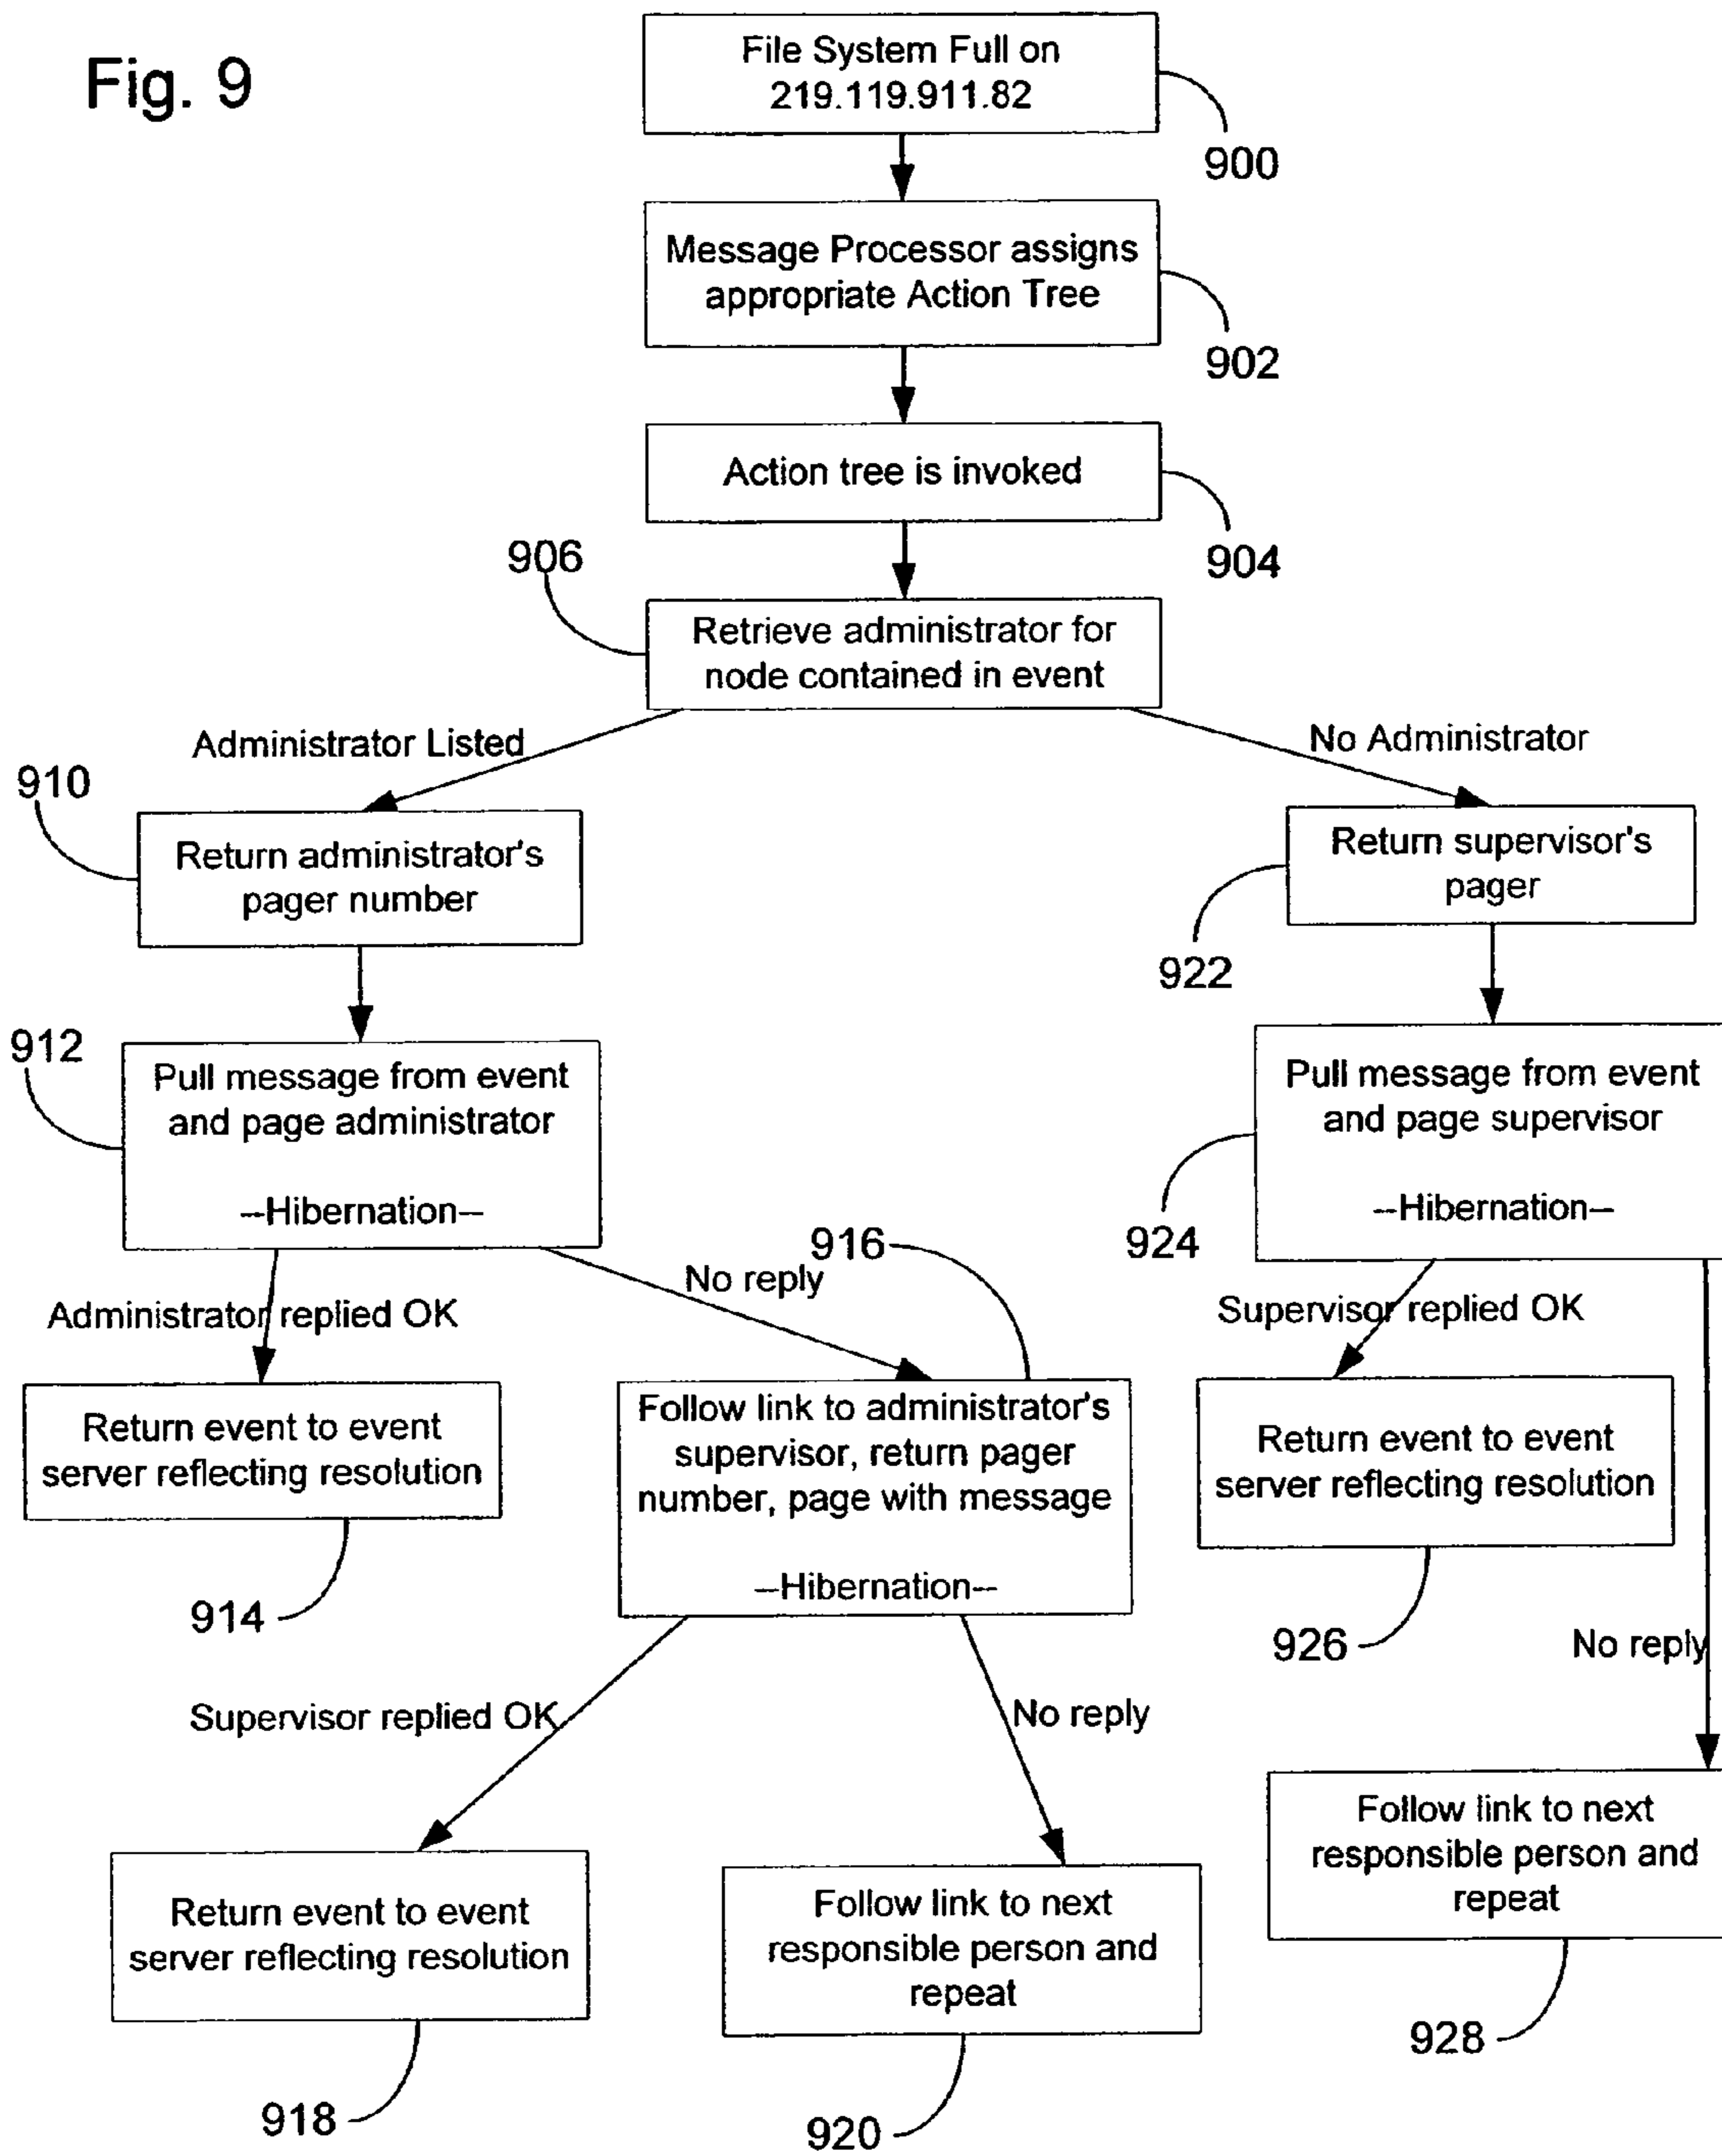 Fig. 9
File System Full on
219.119.911.82
900
Message Processor assigns
appropriate Action Tree
902
Action tree is invoked
904
906
Retrieve administrator for
node contained in event
Administrator Listed
No Administrator
910
Return administrator's
pager number
Return supervisor's
pager
922
912
Pull message from event
and page administrator
--Hibernation--
Pull message from event
and page supervisor
--Hibernation--
924
916
Administrator replied OK
No reply
Supervisor replied OK
Return event to event
server reflecting resolution
914
Follow link to administrator's
supervisor, return pager
number, page with message
--Hibernation--
Return event to event
server reflecting resolution
926
No reply
Supervisor replied OK
No reply
Return event to event
server reflecting resolution
918
Follow link to next
responsible person and
repeat
920
Follow link to next
responsible person and
repeat
928